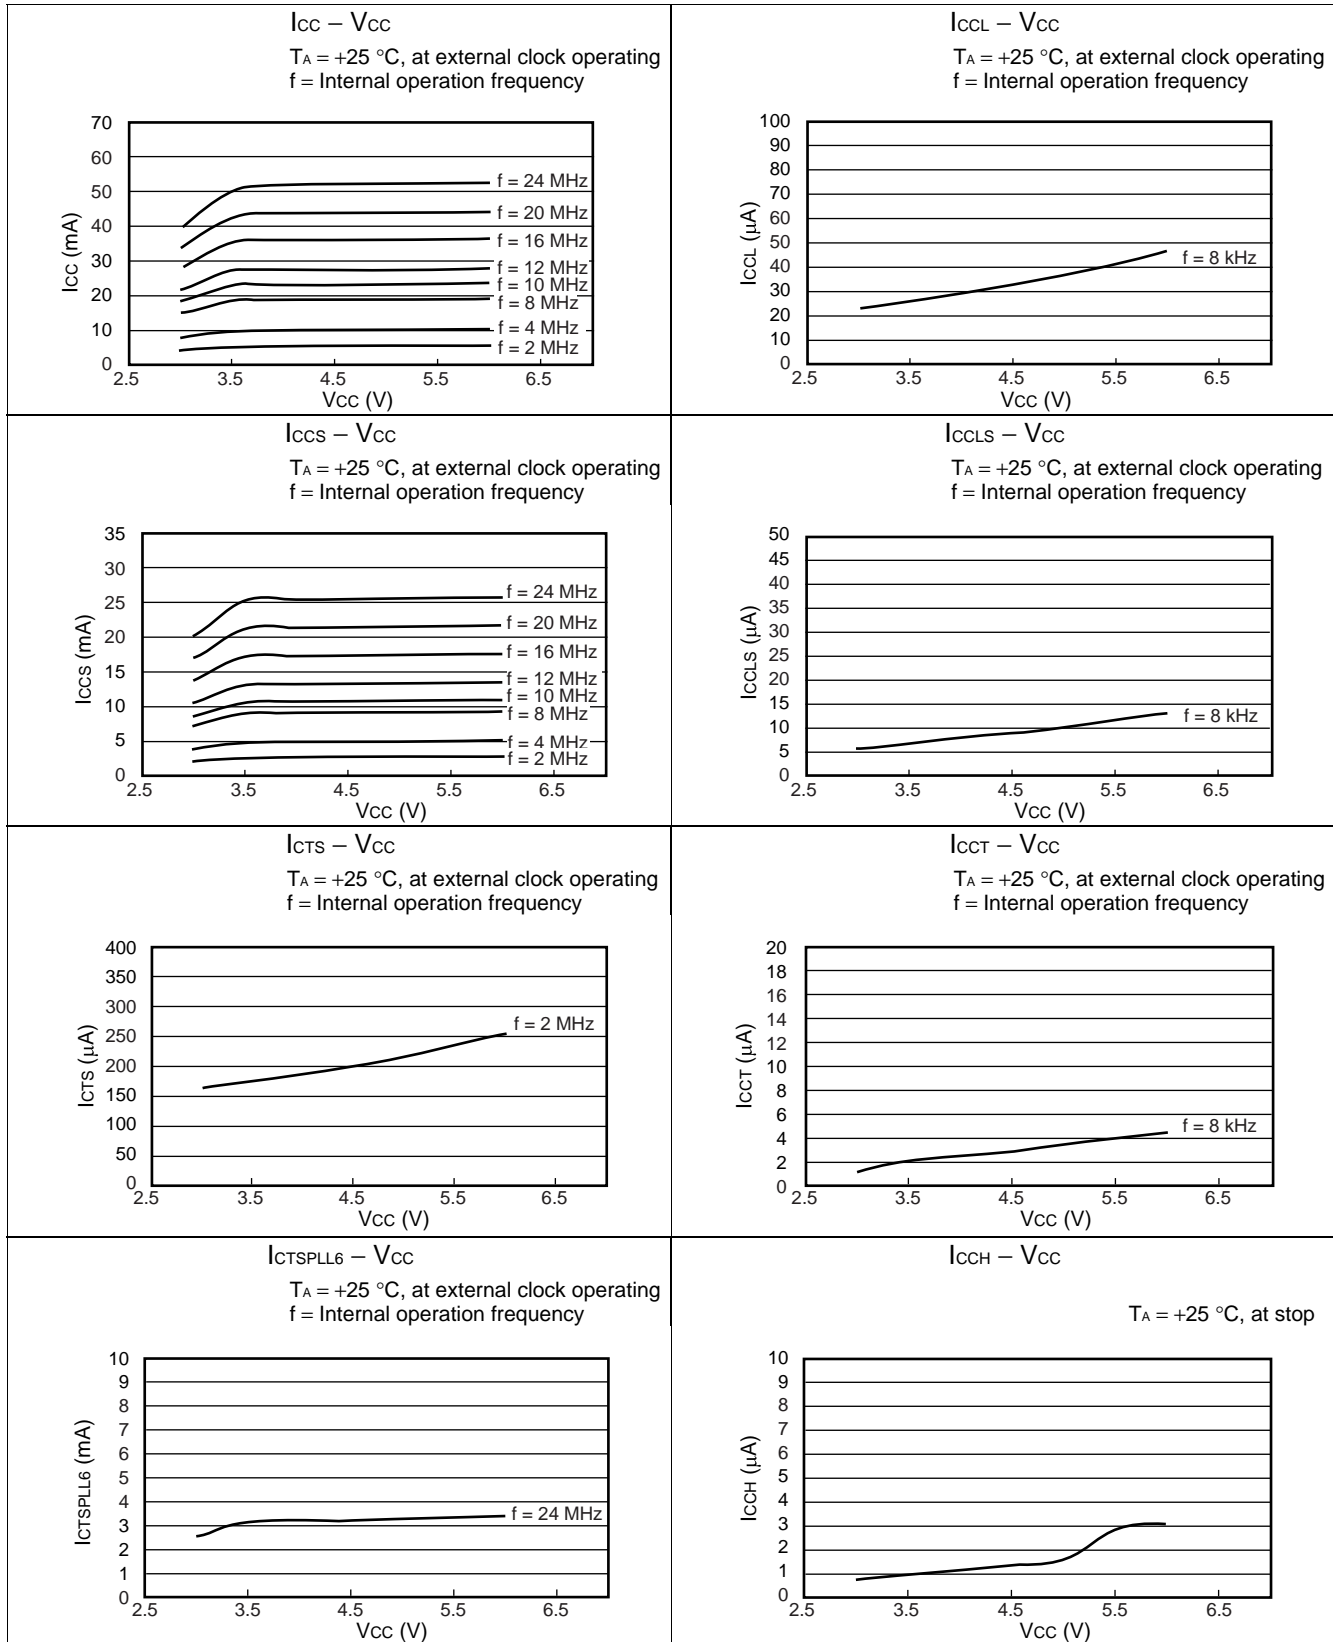 ICC – VCC
TA = +25 °C, at external clock operating
f = Internal operation frequency
70
60
50
40
30
20
10
0
ICC (mA)
f = 24 MHz
f = 20 MHz
f = 16 MHz
f = 12 MHz
f = 10 MHz
f = 8 MHz
f = 4 MHz
f = 2 MHz
2.5 3.5 4.5 5.5 6.5
VCC (V)
ICCL – VCC
TA = +25 °C, at external clock operating
f = Internal operation frequency
100
90
80
70
60
50
40
30
20
10
0
ICCL (µA)
f = 8 kHz
2.5 3.5 4.5 5.5 6.5
VCC (V)
ICCS – VCC
TA = +25 °C, at external clock operating
f = Internal operation frequency
35
30
25
20
15
10
5
0
ICCS (mA)
f = 24 MHz
f = 20 MHz
f = 16 MHz
f = 12 MHz
f = 10 MHz
f = 8 MHz
f = 4 MHz
f = 2 MHz
2.5 3.5 4.5 5.5 6.5
VCC (V)
ICCLS – VCC
TA = +25 °C, at external clock operating
f = Internal operation frequency
50
45
40
35
30
25
20
15
10
5
0
ICCLS (µA)
f = 8 kHz
2.5 3.5 4.5 5.5 6.5
VCC (V)
ICTS – VCC
TA = +25 °C, at external clock operating
f = Internal operation frequency
400
350
300
250
200
150
100
50
0
ICTS (µA)
f = 2 MHz
2.5 3.5 4.5 5.5 6.5
VCC (V)
ICCT – VCC
TA = +25 °C, at external clock operating
f = Internal operation frequency
20
18
16
14
12
10
8
6
4
2
0
ICCT (µA)
f = 8 kHz
2.5 3.5 4.5 5.5 6.5
VCC (V)
ICTSPLL6 – VCC
TA = +25 °C, at external clock operating
f = Internal operation frequency
10
9
8
7
6
5
4
3
2
1
0
ICTSPLL6 (mA)
f = 24 MHz
2.5 3.5 4.5 5.5 6.5
VCC (V)
ICCH – VCC
TA = +25 °C, at stop
10
9
8
7
6
5
4
3
2
1
0
ICCH (µA)
2.5 3.5 4.5 5.5 6.5
VCC (V)